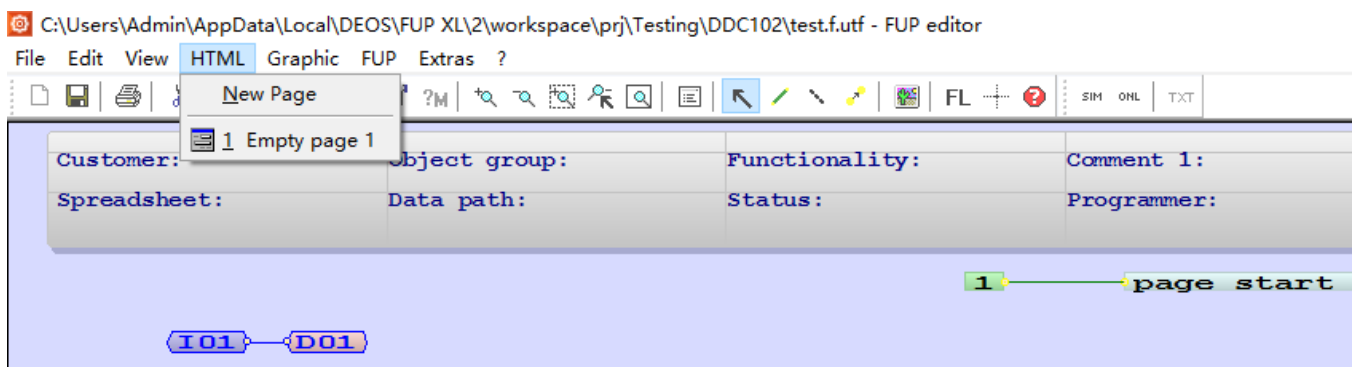 C:\Users\Admin\AppData\Local\DEOS\FUP XL\2\workspace\prj\Testing\DDC102\test.f.utf - FUP editor
File Edit View HTML Graphic FUP Extras ?
New Page
?M FL SIM ONL TXT
1 Empty page 1
Customer: object group: Functionality: Comment 1:
Spreadsheet: Data path: Status: Programmer:
1 page start
I01 D01